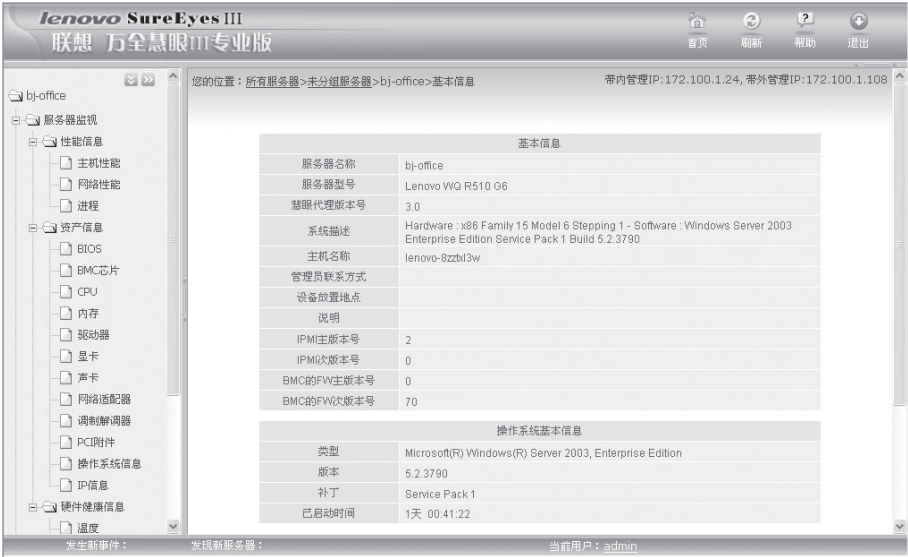 lenovo SureEyes III
联想 万全慧眼III专业版
首页 刷新 帮助 退出
bj-office
服务器监视
性能信息
主机性能
网络性能
进程
资产信息
BIOS
BMC芯片
CPU
内存
驱动器
显卡
声卡
网络适配器
调制解调器
PCI附件
操作系统信息
IP信息
硬件健康信息
温度
您的位置：所有服务器>未分组服务器>bj-office>基本信息
带内管理IP:172.100.1.24, 带外管理IP:172.100.1.108
基本信息
服务器名称 bj-office
服务器型号 Lenovo WQ R510 G6
慧眼代理版本号 3.0
系统描述 Hardware : x86 Family 15 Model 6 Stepping 1 - Software : Windows Server 2003
Enterprise Edition Service Pack 1 Build 5.2.3790
主机名称 lenovo-8zztxl3w
管理员联系方式
设备放置地点
说明
IPMI主版本号 2
IPMI次版本号 0
BMC的FW主版本号 0
BMC的FW次版本号 70
操作系统基本信息
类型 Microsoft(R) Windows(R) Server 2003, Enterprise Edition
版本 5.2.3790
补丁 Service Pack 1
已启动时间 1天 00:41:22
发生新事件： 发现新服务器： 当前用户：admin